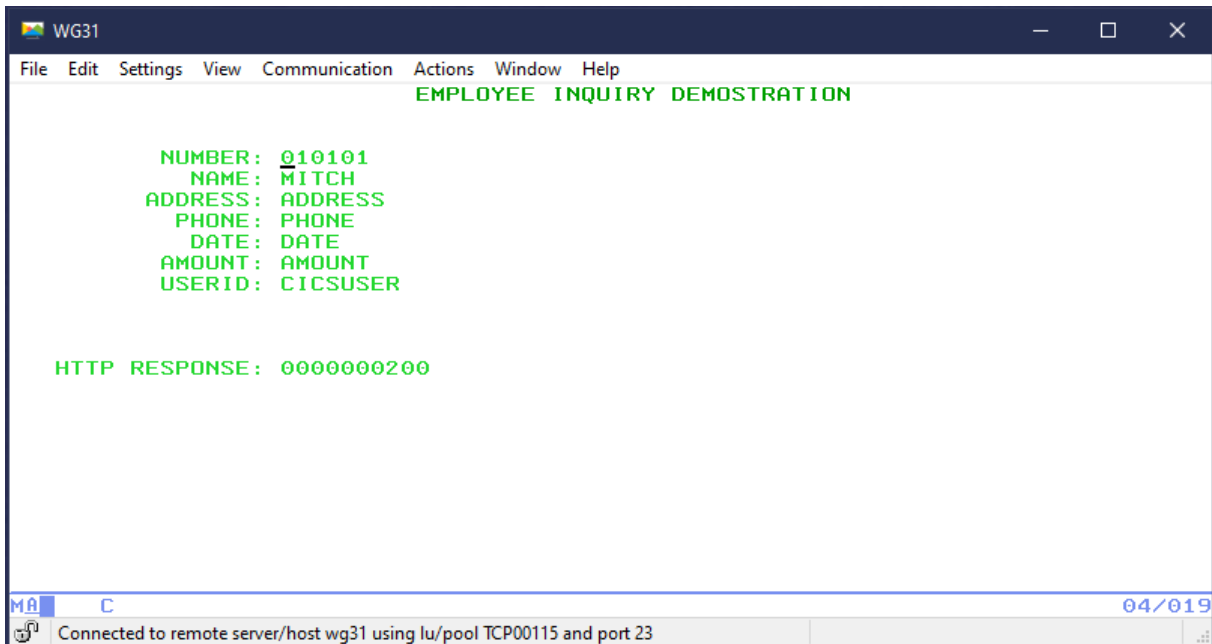 WG31
File Edit Settings View Communication Actions Window Help
EMPLOYEE INQUIRY DEMOSTRATION
NUMBER: 010101
NAME: MITCH
ADDRESS: ADDRESS
PHONE: PHONE
DATE: DATE
AMOUNT: AMOUNT
USERID: CICSUSER
HTTP RESPONSE: 0000000200
MA C 04/019
Connected to remote server/host wg31 using lu/pool TCP00115 and port 23